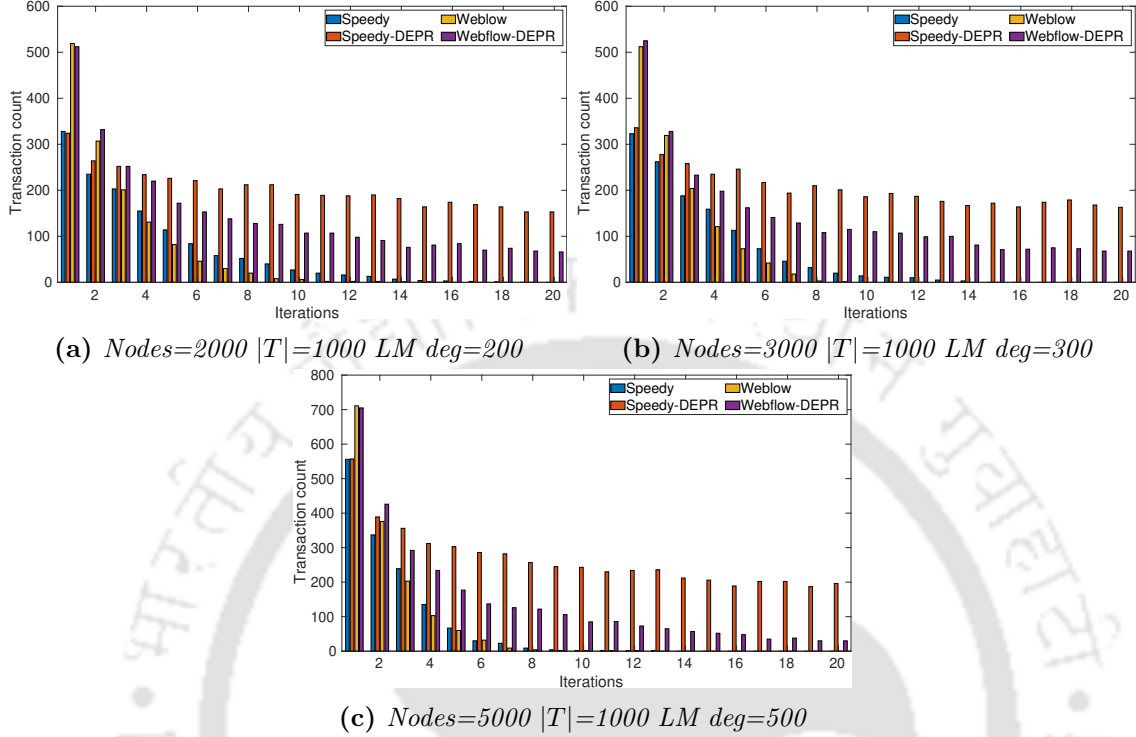 600
500
400
300
200
100
0
Transaction count
Speedy Weblow
Speedy-DEPR Webflow-DEPR
2 4 6 8 10 12 14 16 18 20
Iterations
(a) Nodes=2000 |T|=1000 LM deg=200
600
500
400
300
200
100
0
Transaction count
Speedy Weblow
Speedy-DEPR Webflow-DEPR
2 4 6 8 10 12 14 16 18 20
Iterations
(b) Nodes=3000 |T|=1000 LM deg=300
800
700
600
500
400
300
200
100
0
Transaction count
Speedy Weblow
Speedy-DEPR Webflow-DEPR
2 4 6 8 10 12 14 16 18 20
Iterations
(c) Nodes=5000 |T|=1000 LM deg=500